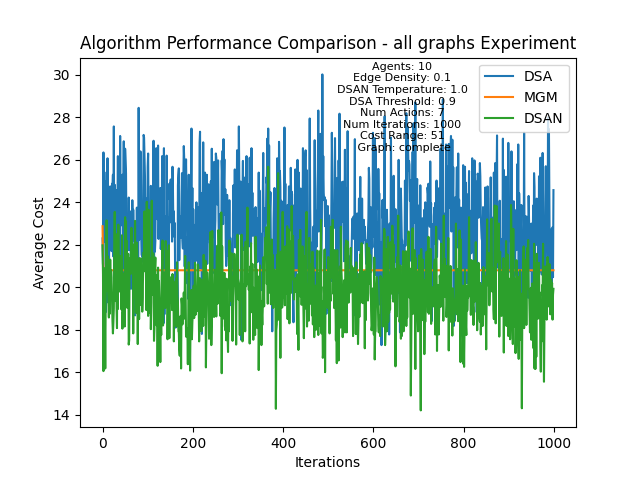 Algorithm Performance Comparison - all graphs Experiment
Agents: 10
Edge Density: 0.1
DSAN Temperature: 1.0
DSA Threshold: 0.9
Num Actions: 7
Num Iterations: 1000
Cost Range: 51
Graph: complete
DSA
MGM
DSAN
30
28
26
24
22
20
18
16
14
Average Cost
0
200
400
600
800
1000
Iterations